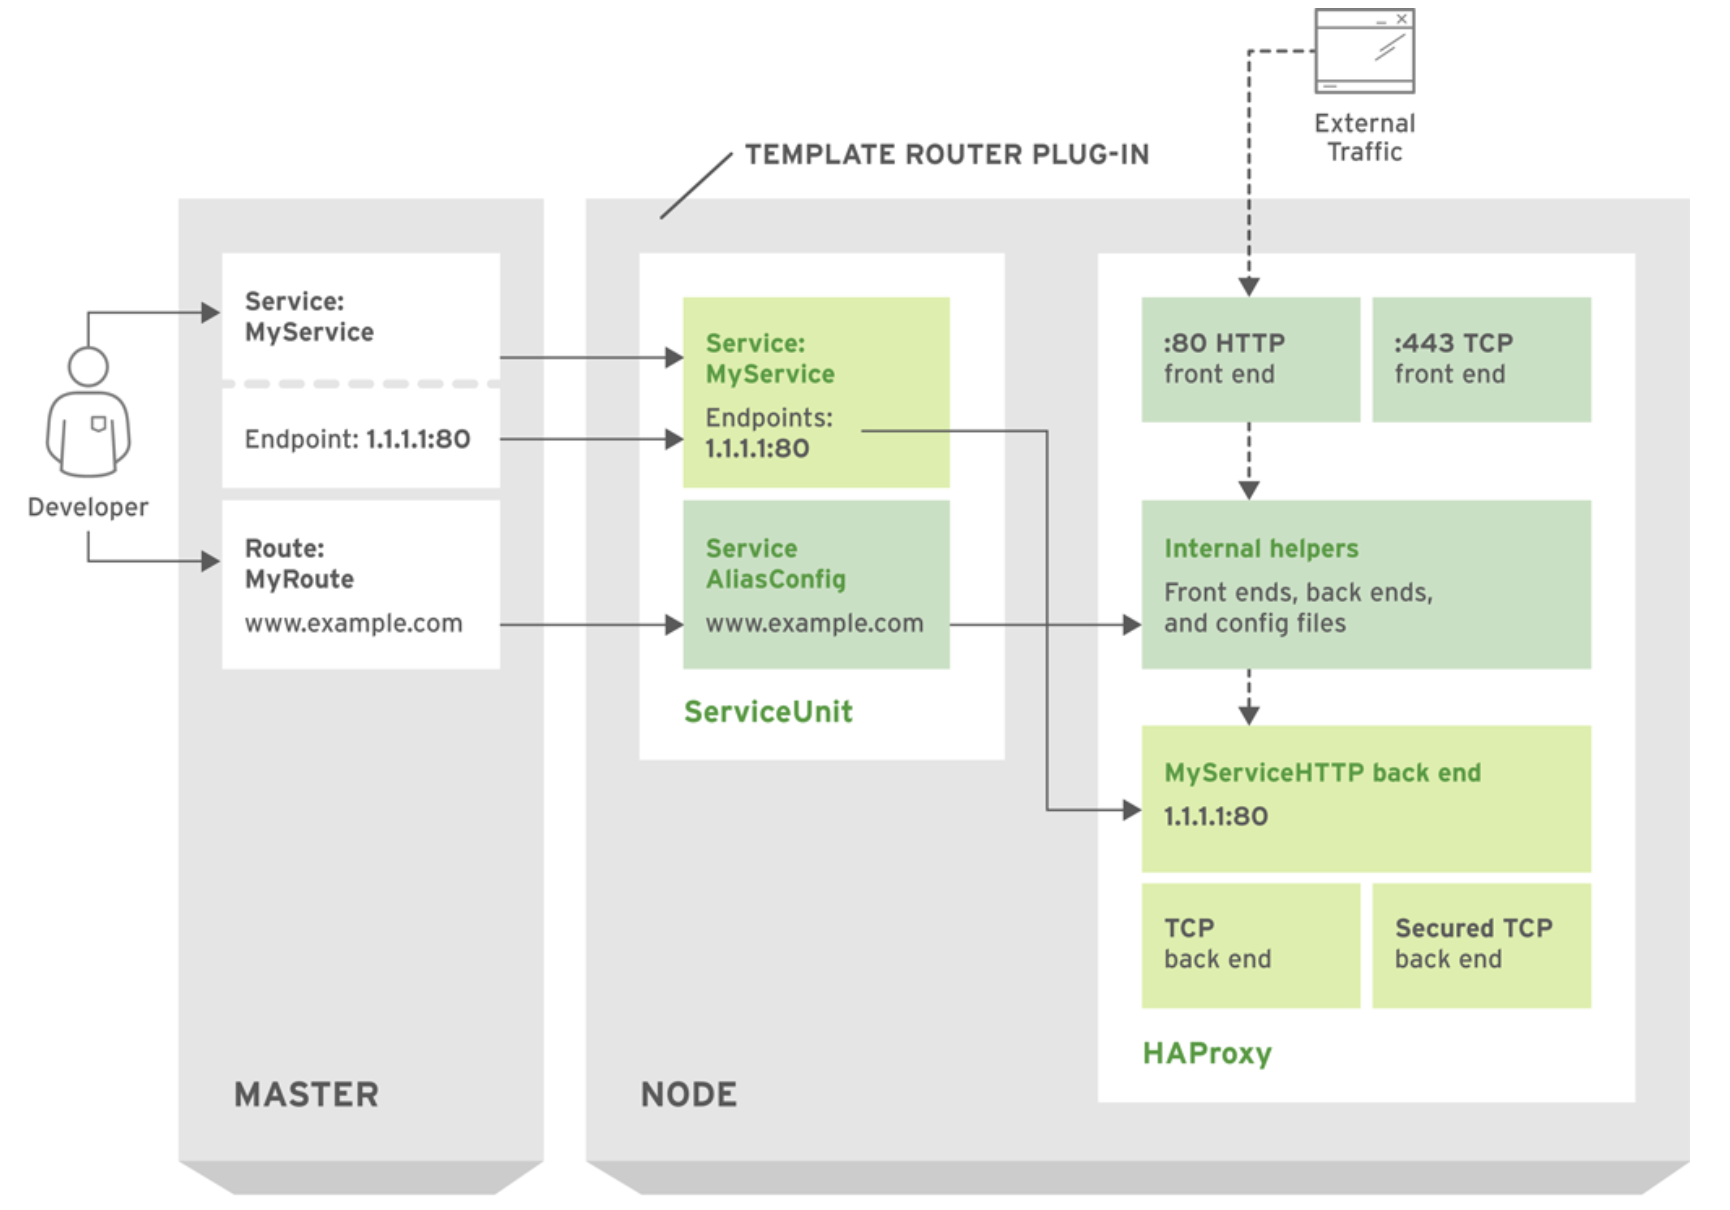 External
Traffic
TEMPLATE ROUTER PLUG-IN
Developer
Service:
MyService
Endpoint: 1.1.1.1:80
Route:
MyRoute
www.example.com
MASTER
Service:
MyService
Endpoints:
1.1.1.1:80
Service
AliasConfig
www.example.com
ServiceUnit
NODE
:80 HTTP
front end
:443 TCP
front end
Internal helpers
Front ends, back ends,
and config files
MyServiceHTTP back end
1.1.1.1:80
TCP
back end
Secured TCP
back end
HAProxy